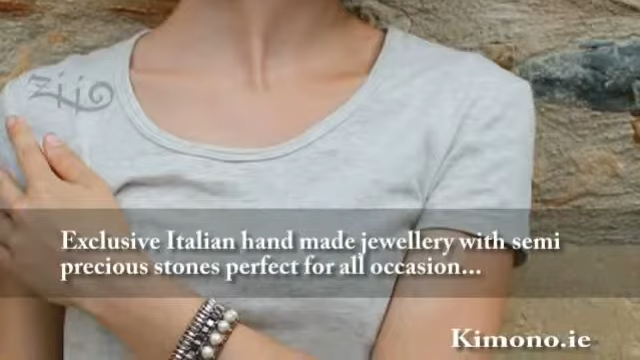 Exclusive Italian hand made jewellery with semi
precious stones perfect for all occasion...
Kimono.ie